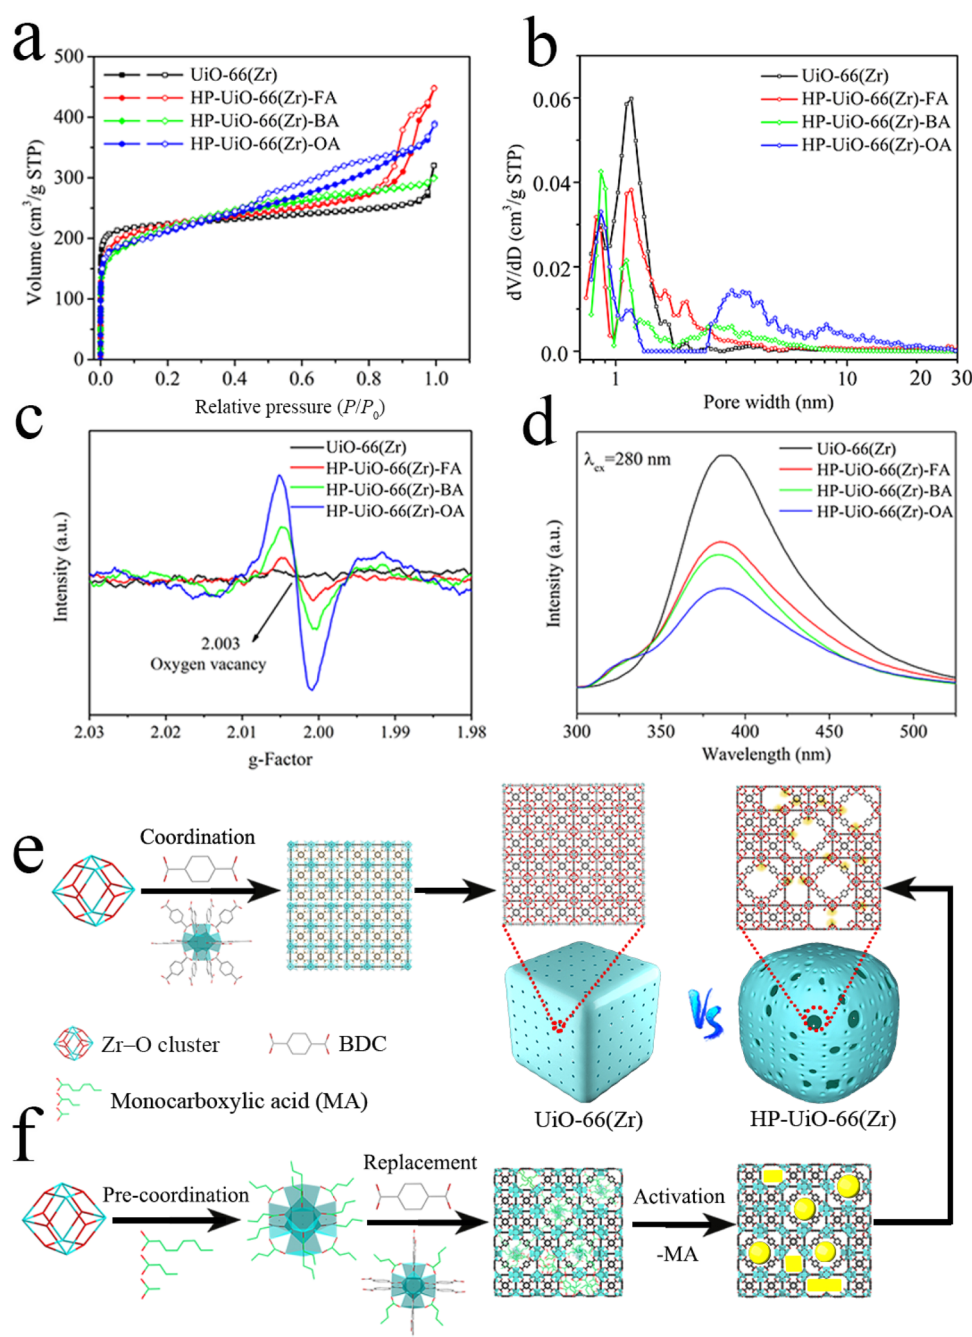 a
500
400
300
200
100
0
Volume (cm³/g STP)
UiO-66(Zr)
HP-UiO-66(Zr)-FA
HP-UiO-66(Zr)-BA
HP-UiO-66(Zr)-OA
0.0 0.2 0.4 0.6 0.8 1.0
Relative pressure (P/P₀)
b
0.06
0.04
0.02
0.0
dV/dD (cm³/g STP)
UiO-66(Zr)
HP-UiO-66(Zr)-FA
HP-UiO-66(Zr)-BA
HP-UiO-66(Zr)-OA
1 10 20 30
Pore width (nm)
c
Intensity (a.u.)
UiO-66(Zr)
HP-UiO-66(Zr)-FA
HP-UiO-66(Zr)-BA
HP-UiO-66(Zr)-OA
2.003
Oxygen vacancy
2.03 2.02 2.01 2.00 1.99 1.98
g-Factor
d
Intensity (a.u.)
λex=280 nm
UiO-66(Zr)
HP-UiO-66(Zr)-FA
HP-UiO-66(Zr)-BA
HP-UiO-66(Zr)-OA
300 350 400 450 500
Wavelength (nm)
e
Coordination
Zr–O cluster
BDC
Monocarboxylic acid (MA)
VS
UiO-66(Zr)
HP-UiO-66(Zr)
f
Pre-coordination
Replacement
Activation
-MA